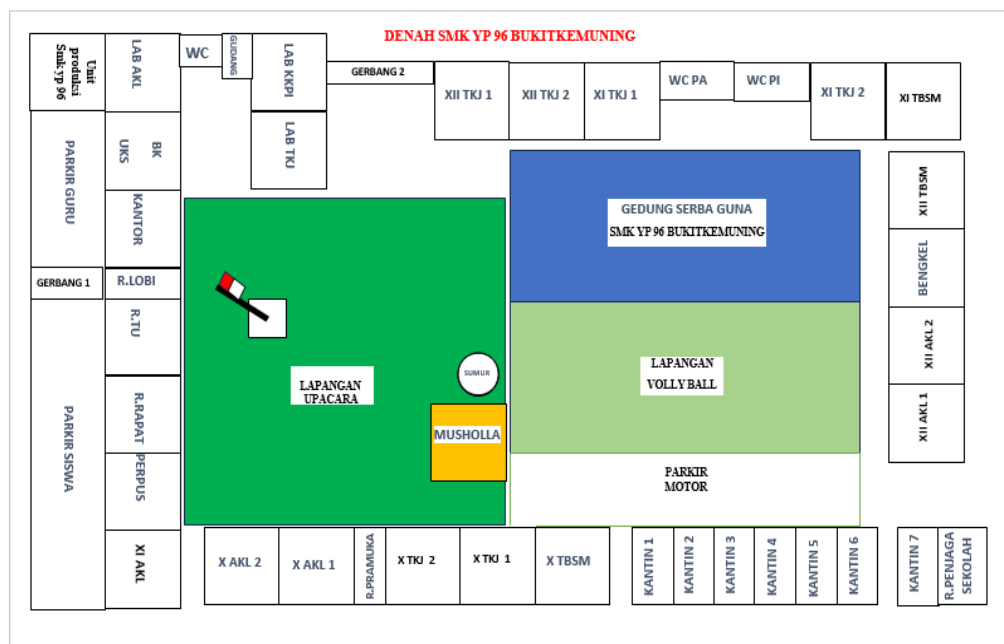 DENAH SMK YP 96 BUKITKEMUNING
Unit
produksi
Smk yp 96
LAB AKL
WC
GUDANG
LAB KKPI
GERBANG 2
XII TKJ 1
XII TKJ 2
XI TKJ 1
WC PA
WC PI
XI TKJ 2
XI TBSM
PARKIR GURU
BK
UKS
LAB TKJ
KANTOR
GEDUNG SERBA GUNA
SMK YP 96 BUKITKEMUNING
XII TBSM
BENGKEL
GERBANG 1
R.LOBI
R.TU
XII AKL 2
LAPANGAN
UPACARA
SUMUR
LAPANGAN
VOLLY BALL
PARKIR SISWA
R.RAPAT
MUSHOLLA
XII AKL 1
PERPUS
PARKIR
MOTOR
XI AKL
X AKL 2
X AKL 1
R.PRAMUKA
X TKJ 2
X TKJ 1
X TBSM
KANTIN 1
KANTIN 2
KANTIN 3
KANTIN 4
KANTIN 5
KANTIN 6
KANTIN 7
R.PENJAGA
SEKOLAH